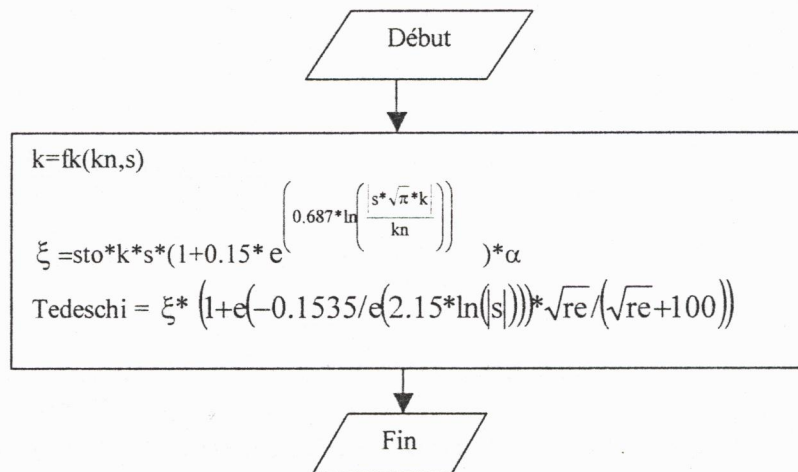 Début
k=fk(kn,s)
ξ =sto*k*s*(1+0.15* e^(0.687*ln(|s*√π*k|/kn)) )*α
Tedeschi = ξ* (1+e(−0.1535/e(2.15*ln(|s|)))*√re/(√re+100))
Fin